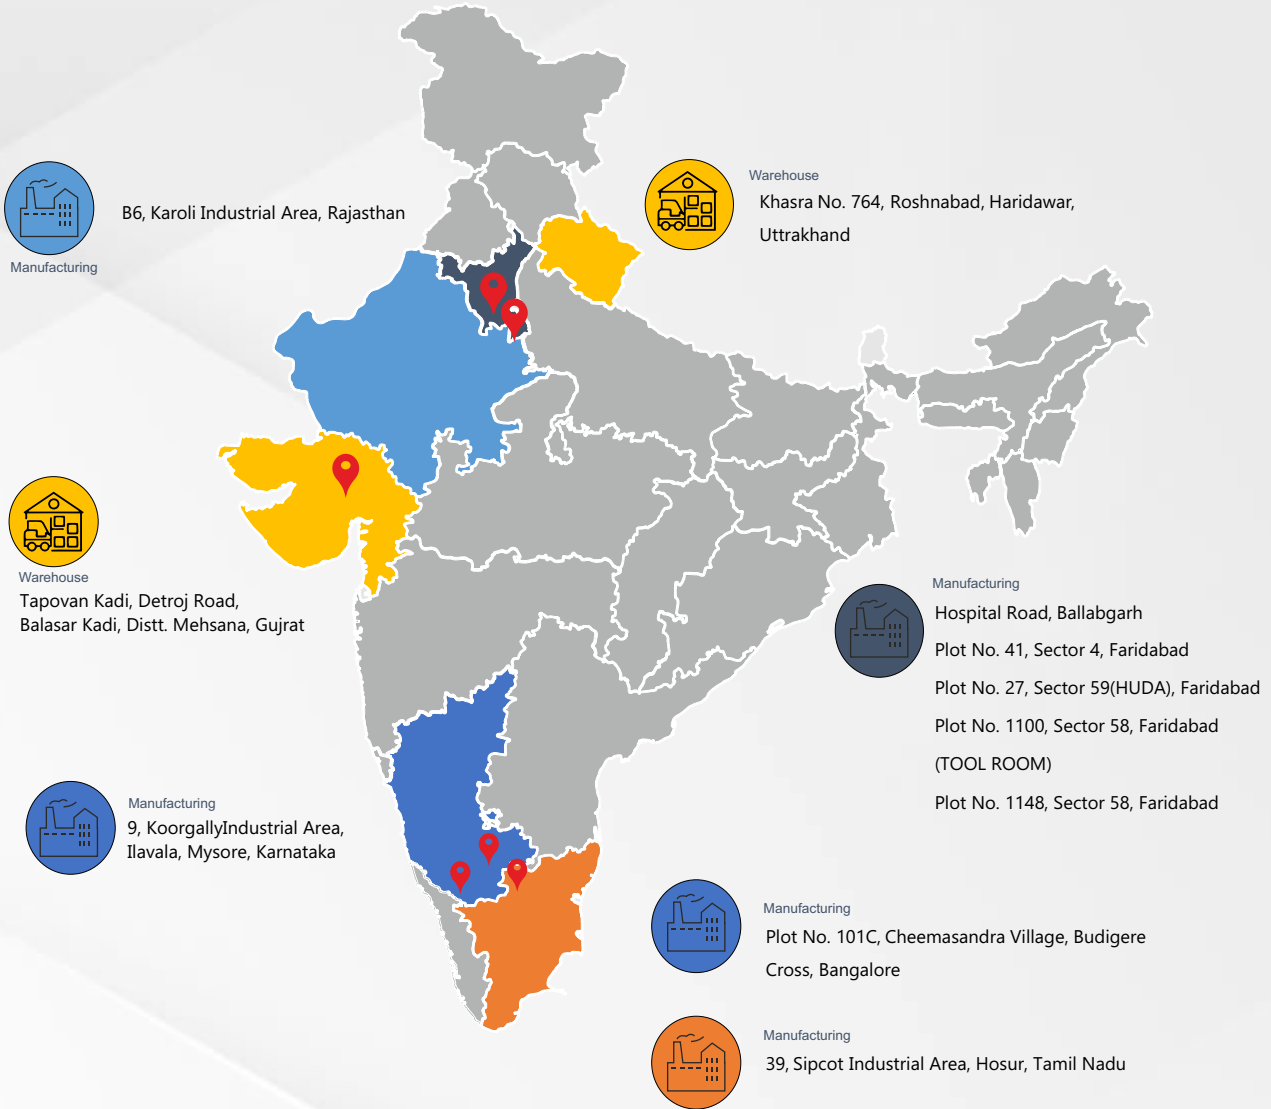 Manufacturing
B6, Karoli Industrial Area, Rajasthan
Warehouse
Khasra No. 764, Roshnabad, Haridawar,
Uttrakhand
Warehouse
Tapovan Kadi, Detroj Road,
Balasar Kadi, Distt. Mehsana, Gujrat
Manufacturing
Hospital Road, Ballabgarh
Plot No. 41, Sector 4, Faridabad
Plot No. 27, Sector 59(HUDA), Faridabad
Plot No. 1100, Sector 58, Faridabad
(TOOL ROOM)
Plot No. 1148, Sector 58, Faridabad
Manufacturing
9, KoorgallyIndustrial Area,
Ilavala, Mysore, Karnataka
Manufacturing
Plot No. 101C, Cheemasandra Village, Budigere
Cross, Bangalore
Manufacturing
39, Sipcot Industrial Area, Hosur, Tamil Nadu